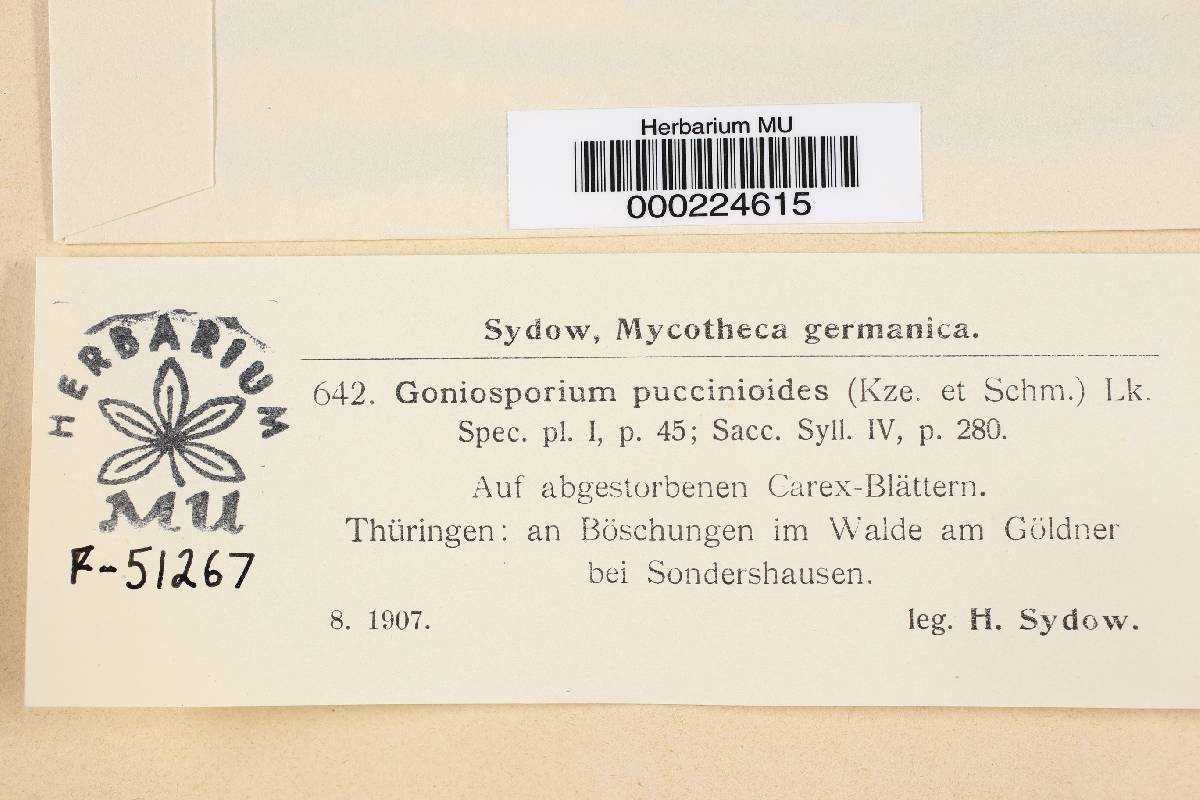 Herbarium MU
000224615
HERBARIUM
MU
F-51267
Sydow, Mycotheca germanica.
642. Goniosporium puccinioides (Kze. et Schm.) Lk.
Spec. pl. I, p. 45; Sacc. Syll. IV, p. 280.
Auf abgestorbenen Carex-Blättern.
Thüringen: an Böschungen im Walde am Göldner
bei Sondershausen.
8. 1907.
leg. H. Sydow.